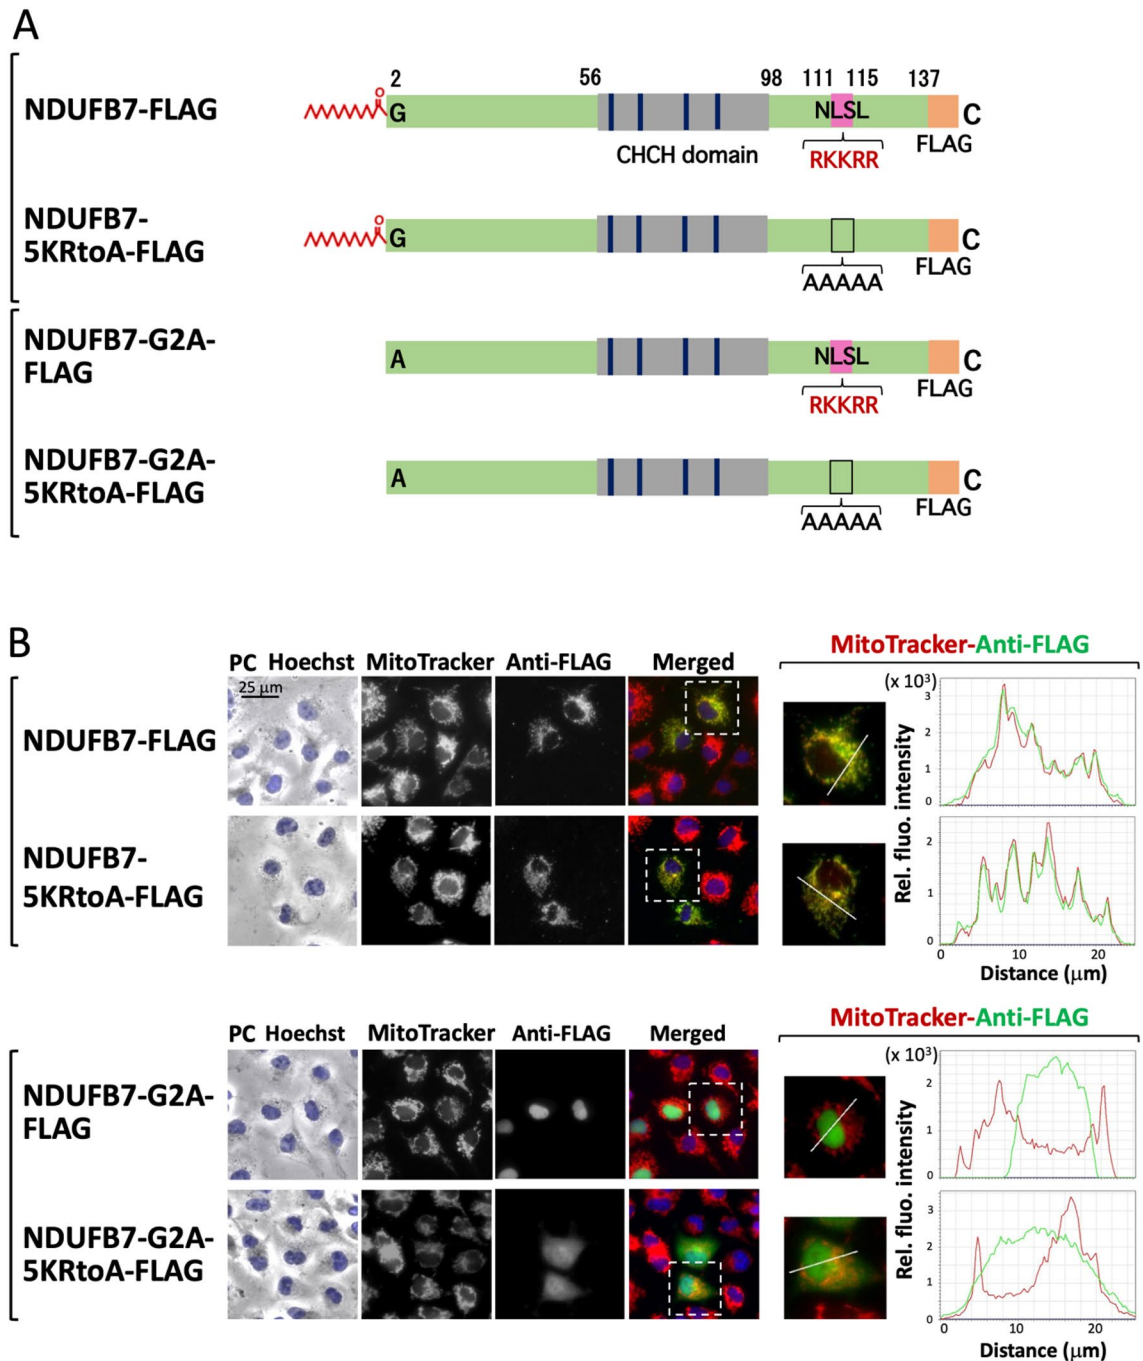 A
2 56 98 111 115 137
NDUFB7-FLAG
G NLSL C
CHCH domain
RKKRR
FLAG
NDUFB7-
5KRtoA-FLAG
G C
AAAAA
FLAG
NDUFB7-G2A-
FLAG
A NLSL C
RKKRR
FLAG
NDUFB7-G2A-
5KRtoA-FLAG
A C
AAAAA
FLAG
B
MitoTracker-Anti-FLAG
PC Hoechst MitoTracker Anti-FLAG Merged
25 μm
(x 10³)
NDUFB7-FLAG
3
2
1
0
NDUFB7-
5KRtoA-FLAG
2
1
0
Rel. fluo. intensity
0 10 20
Distance (μm)
MitoTracker-Anti-FLAG
PC Hoechst MitoTracker Anti-FLAG Merged
(x 10³)
NDUFB7-G2A-
FLAG
2
1
0
NDUFB7-G2A-
5KRtoA-FLAG
3
2
1
0
Rel. fluo. intensity
0 10 20
Distance (μm)